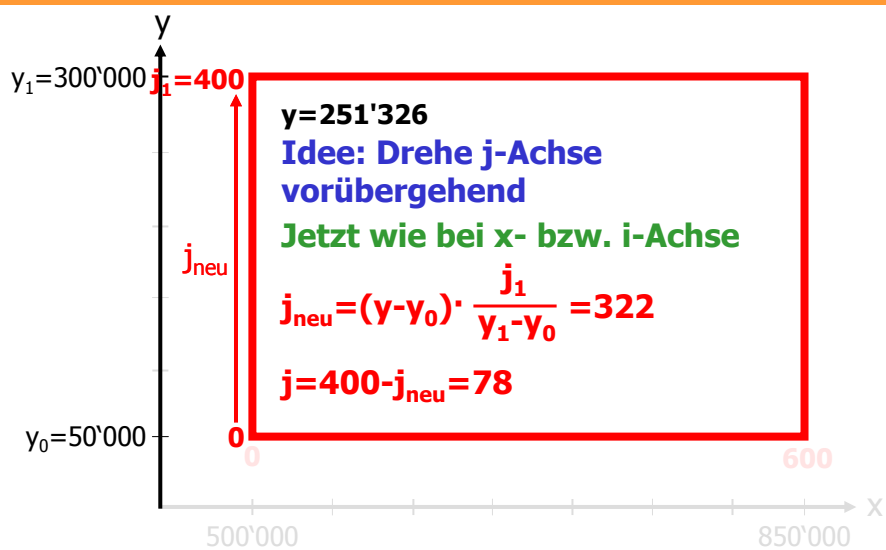 y
y₁=300‘000
j₁=400
y=251'326
Idee: Drehe j-Achse
vorübergehend
Jetzt wie bei x- bzw. i-Achse
jneu
jneu=(y-y₀)· j₁ / y₁-y₀ =322
j=400-jneu=78
y₀=50‘000
0
0
600
x
500‘000
850‘000